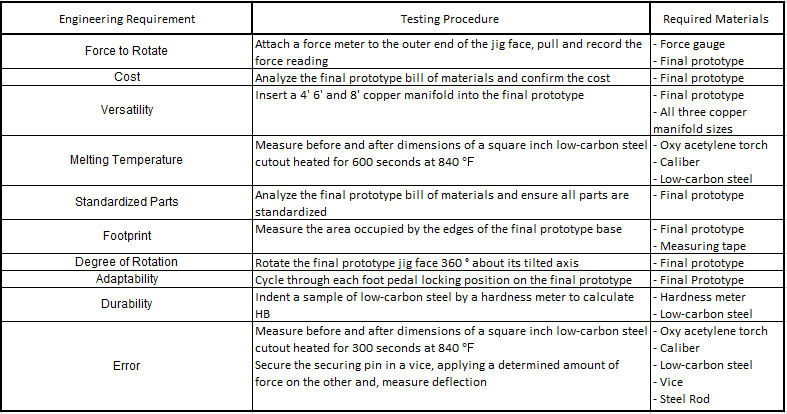 Engineering Requirement Testing Procedure Required Materials
Force to Rotate
Attach a force meter to the outer end of the jig face, pull and record the
force reading
- Force gauge
- Final prototype
Cost
Analyze the final prototype bill of materials and confirm the cost
- Final prototype
Versatility
Insert a 4' 6' and 8' copper manifold into the final prototype
- Final prototype
- All three copper
manifold sizes
Melting Temperature
Measure before and after dimensions of a square inch low-carbon steel
cutout heated for 600 seconds at 840 °F
- Oxy acetylene torch
- Caliber
- Low-carbon steel
Standardized Parts
Analyze the final prototype bill of materials and ensure all parts are
standardized
- Final prototype
Footprint
Measure the area occupied by the edges of the final prototype base
- Final prototype
- Measuring tape
Degree of Rotation
Rotate the final prototype jig face 360 ° about its tilted axis
- Final prototype
Adaptability
Cycle through each foot pedal locking position on the final prototype
- Final Prototype
Durability
Indent a sample of low-carbon steel by a hardness meter to calculate
HB
- Hardness meter
- Low-carbon steel
Error
Measure before and after dimensions of a square inch low-carbon steel
cutout heated for 300 seconds at 840 °F
Secure the securing pin in a vice, applying a determined amount of
force on the other and, measure deflection
- Oxy acetylene torch
- Caliber
- Low-carbon steel
- Vice
- Steel Rod